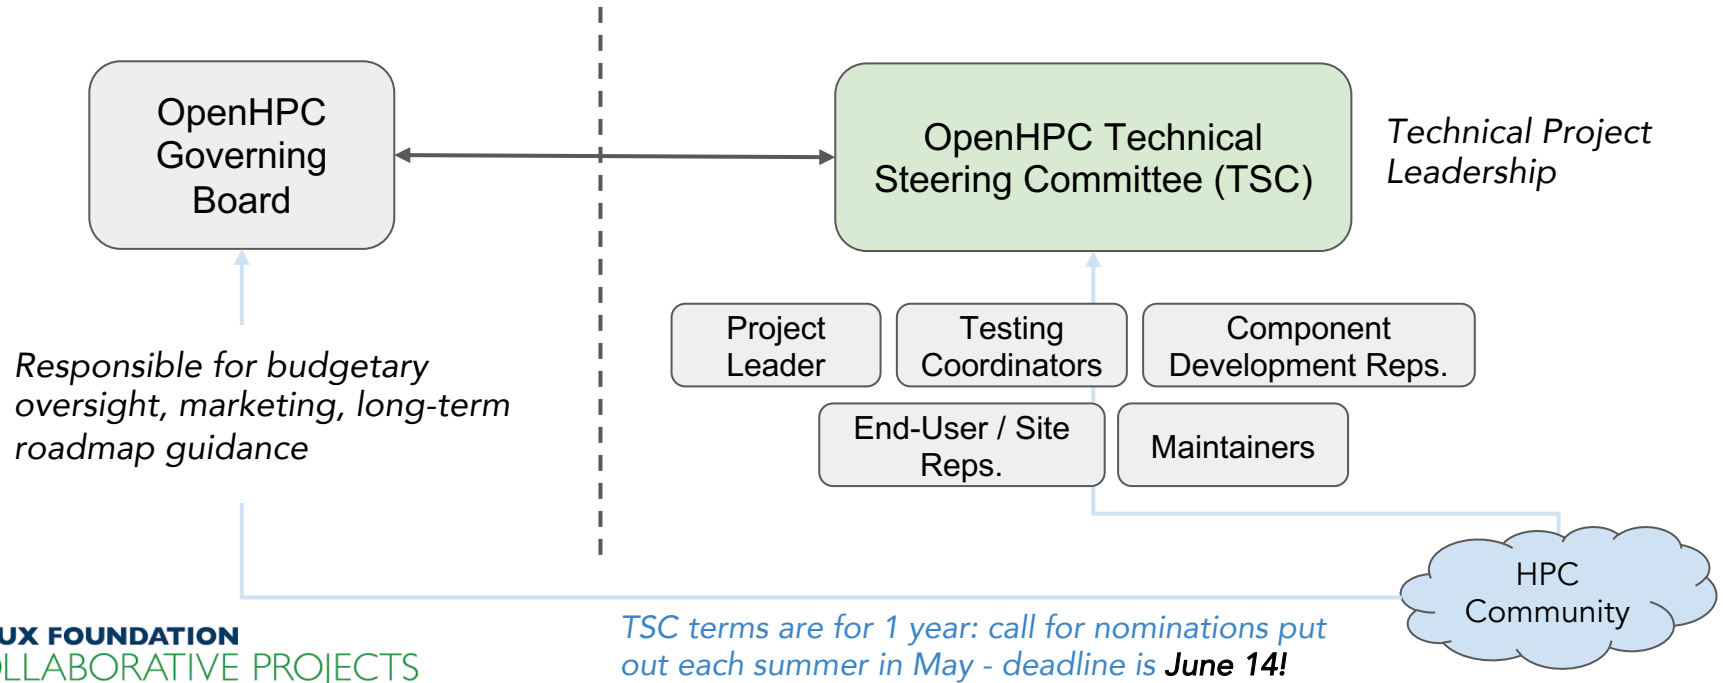 OpenHPC
Governing
Board
OpenHPC Technical
Steering Committee (TSC)
Technical Project
Leadership
Project
Leader
Testing
Coordinators
Component
Development Reps.
End-User / Site
Reps.
Maintainers
Responsible for budgetary
oversight, marketing, long-term
roadmap guidance
HPC
Community
UX FOUNDATION
OLLABORATIVE PROJECTS
TSC terms are for 1 year: call for nominations put
out each summer in May - deadline is June 14!